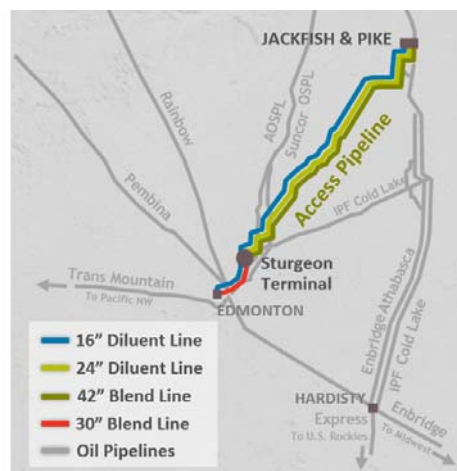 JACKFISH & PIKE
Rainbow
AOSPL
Suncor OSPL
Pembina
Access Pipeline
IPF Cold Lake
Sturgeon
Terminal
Trans Mountain
To Pacific NW
EDMONTON
Enbridge Athabasca
IPF Cold Lake
16” Diluent Line
24” Diluent Line
42” Blend Line
30” Blend Line
Oil Pipelines
HARDISTY
Express
To U.S. Rockies
Enbridge
To Midwest